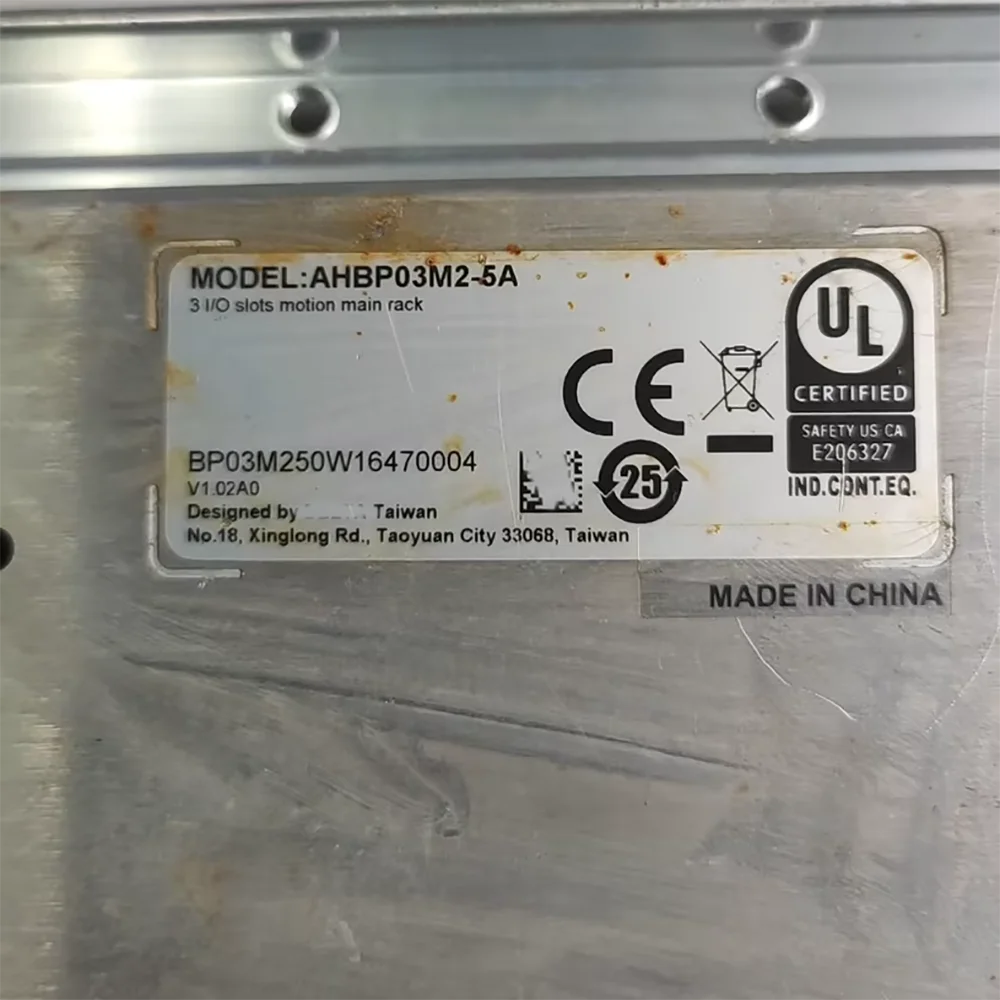 MODEL:AHBP03M2-5A
3 I/O slots motion main rack
CE
UL
CERTIFIED
SAFETY US CA
E206327
IND.CONT.EQ.
BP03M250W16470004
25
V1.02A0
Designed by Taiwan
No.18, Xinglong Rd., Taoyuan City 33068, Taiwan
MADE IN CHINA